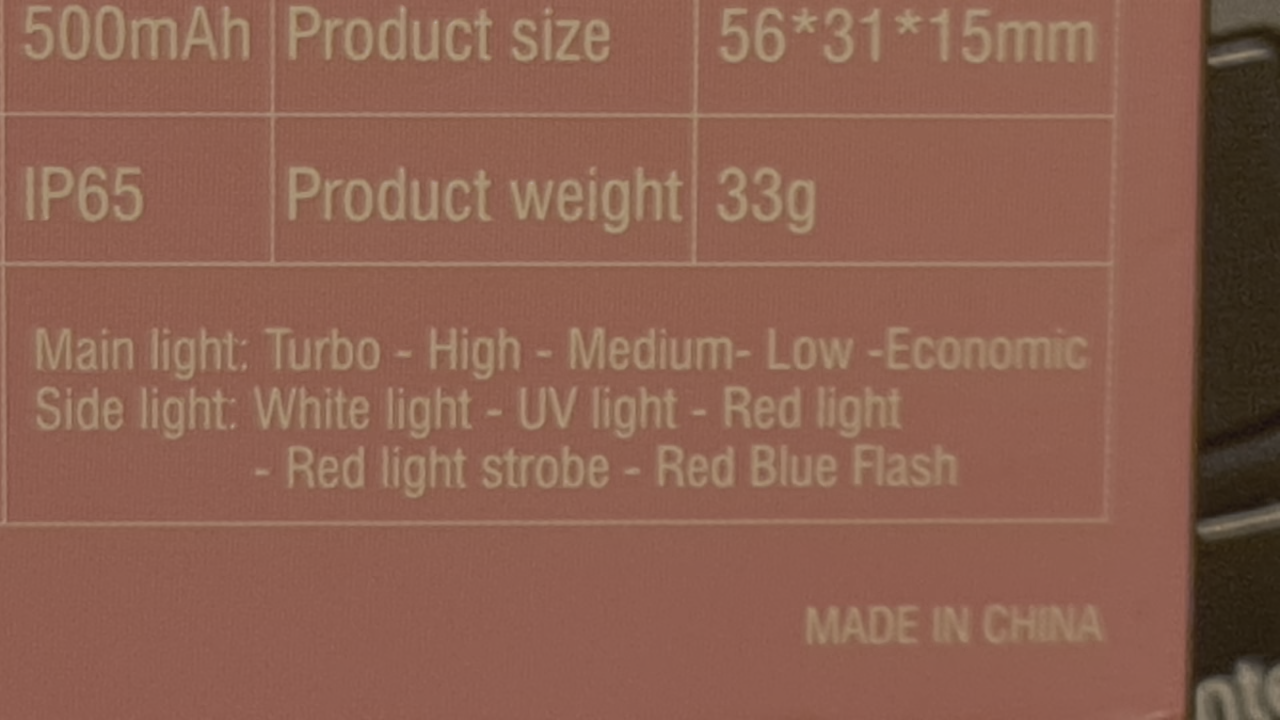 500mAh Product size 56*31*15mm
IP65 Product weight 33g
Main light: Turbo - High - Medium- Low -Economic
Side light: White light - UV light - Red light
- Red light strobe - Red Blue Flash
MADE IN CHINA